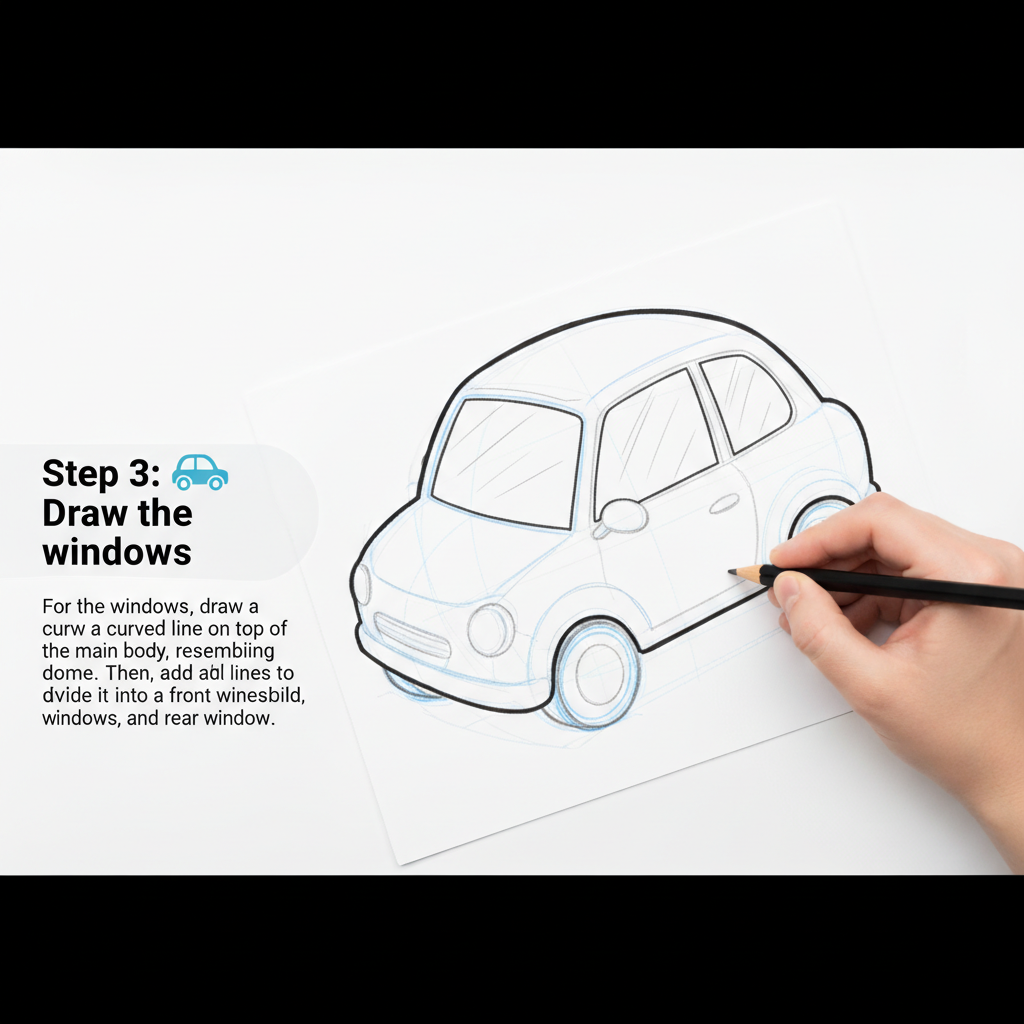 Step 3:
Draw the
windows
For the windows, draw a
curw a curved line on top of
the main body, resembiing
dome. Then, add adl lines to
dvide it into a front winesbild,
windows, and rear window.